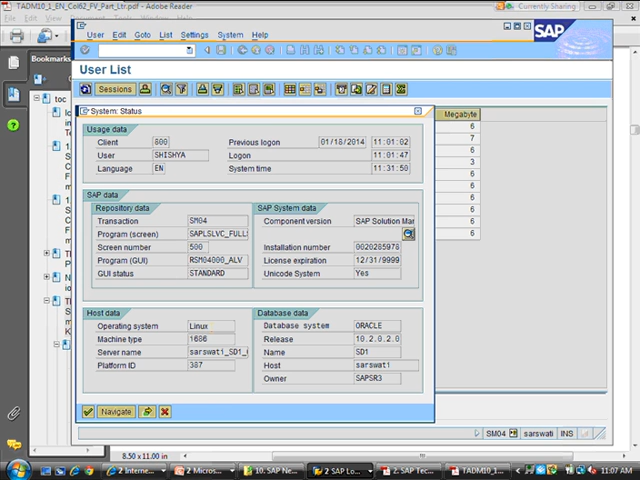 TADM10_1_EN_Col62_FV_Part_Ltr.pdf - Adobe Reader
Currently Sharing
User Edit Goto List Settings System Help
SAP
User List
Sessions
Bookmarks
toc
Megabyte
6
7
6
3
6
6
6
6
6
System: Status
Usage data
Client 800 Previous logon 01/18/2014 11:01:02
User SHISHYA Logon 11:01:47
Language EN System time 11:31:50
SAP data
Repository data
Transaction SM04
Program (screen) SAPLSLVC_FULL
Screen number 500
Program (GUI) RSM04000_ALV
GUI status STANDARD
SAP System data
Component version SAP Solution Man
Installation number 0020285978
License expiration 12/31/9999
Unicode System Yes
Host data
Operating system Linux
Machine type i686
Server name sarswati_SD1_
Platform ID 387
Database data
Database system ORACLE
Release 10.2.0.2.0
Name SD1
Host sarswati
Owner SAPSR3
Navigate
SM04 sarswati INS
8.50 x 11.00 in
Start
2 Interne...
2 Micros...
10. SAP Ne...
2 SAP Lo...
2. SAP Tec...
TADM10_1...
11:07 AM